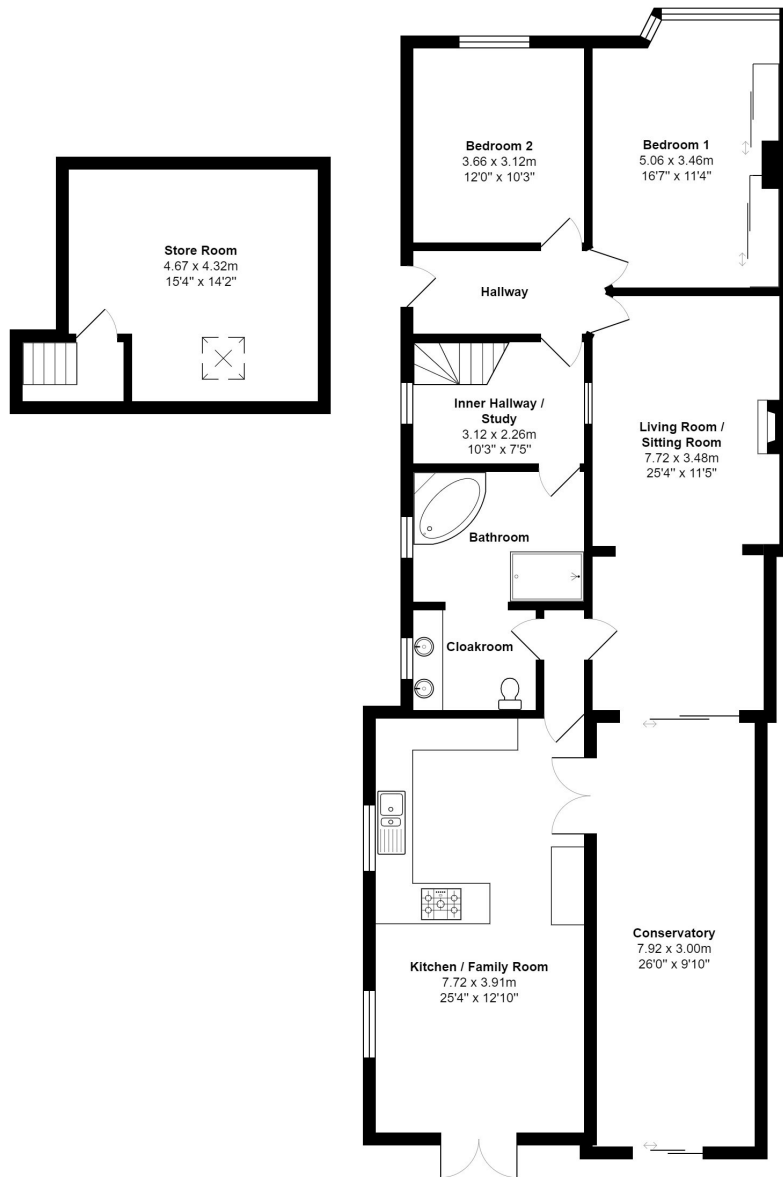 Bedroom 2
3.66 x 3.12m
12'0" x 10'3"
Bedroom 1
5.06 x 3.46m
16'7" x 11'4"
Store Room
4.67 x 4.32m
15'4" x 14'2"
Hallway
Inner Hallway /
Study
3.12 x 2.26m
10'3" x 7'5"
Living Room /
Sitting Room
7.72 x 3.48m
25'4" x 11'5"
Bathroom
Cloakroom
Conservatory
7.92 x 3.00m
26'0" x 9'10"
Kitchen / Family Room
7.72 x 3.91m
25'4" x 12'10"